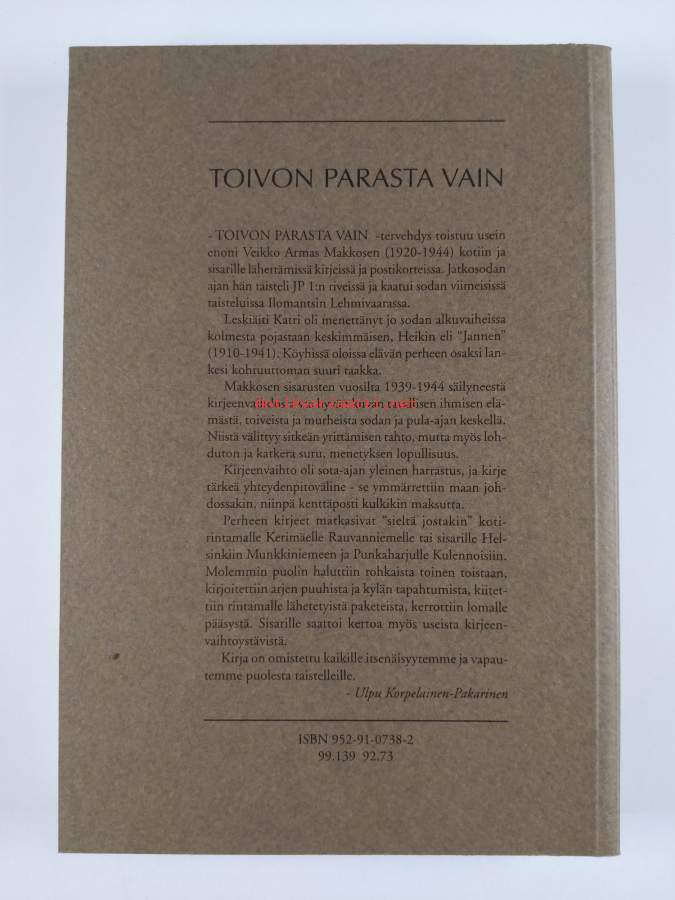 TOIVON PARASTA VAIN
- TOIVON PARASTA VAIN -tervehdys toistuu usein
enoni Veikko Armas Makkosen (1920-1944) kotiin ja
sisarille lähettämissä kirjeissä ja postikorteissa. Jatkosodan
ajan hän taisteli JP 1:n riveissä ja kaatui sodan viimeisissä
taisteluissa Ilomantsin Lehmivaarassa.
Leskiäiti Katri oli menettänyt jo sodan alkuvaiheissa
kolmesta pojastaan keskimmäisen, Heikin eli "Jannen"
(1910-1941). Köyhissä oloissa elävän perheen osaksi lan-
kesi kohtuuttoman suuri taakka.
Makkosen sisarusten vuosilta 1939-1944 säilyneestä
ihmisen elä-
mästä, toiveista ja murheista sodan ja pula-ajan keskellä.
Niistä välittyy sitkeän yrittämisen tahto, mutta myös loh-
duton ja katkera suru, menetyksen lopullisuus.
Kirjeenvaihto oli sota-ajan yleinen harrastus, ja kirje
tärkeä yhteydenpitoväline - se ymmärrettiin maan joh-
dossakin, niinpä kenttäposti kulkikin maksutta.
Perheen kirjeet matkasivat "sieltä jostakin" koti-
rintamalle Kerimäelle Rauvanniemelle tai sisarille Hel-
sinkiin Munkkiniemeen ja Punkaharjulle Kulennoisiin.
Molemmin puolin haluttiin rohkaista toinen toistaan,
kirjoitettiin arjen puuhista ja kylän tapahtumista, kiitet-
tiin rintamalle lähetetyistä paketeista, kerrottiin lomalle
pääsystä. Sisarille saattoi kertoa myös useista kirjeen-
vaihtoystävistä.
Kirja on omistettu kaikille itsenäisyytemme ja vapau-
temme puolesta taistelleille.
- Ulpu Korpelainen-Pakarinen
ISBN 952-91-0738-2
99.139 92.73